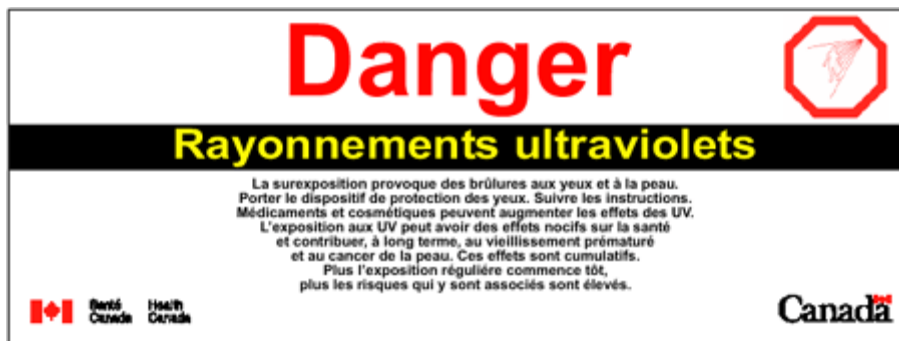 Danger
Rayonnements ultraviolets
La surexposition provoque des brûlures aux yeux et à la peau.
Porter le dispositif de protection des yeux. Suivre les instructions.
Médicaments et cosmétiques peuvent augmenter les effets des UV.
L'exposition aux UV peut avoir des effets nocifs sur la santé
et contribuer, à long terme, au vieillissement prématuré
et au cancer de la peau. Ces effets sont cumulatifs.
Plus l'exposition réguliére commence tôt,
plus les risques qui y sont associés sont élevés.
Santé Health
Canada Canada
Canada